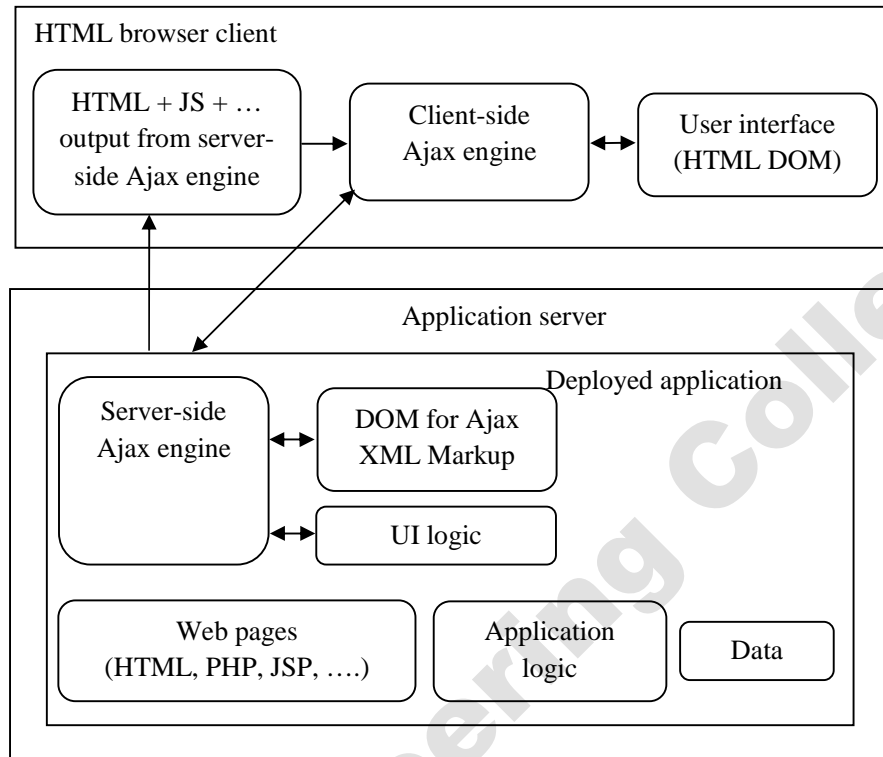 HTML browser client
HTML + JS + …
output from server-
side Ajax engine
Client-side
Ajax engine
User interface
(HTML DOM)
Application server
Deployed application
Server-side
Ajax engine
DOM for Ajax
XML Markup
UI logic
Web pages
(HTML, PHP, JSP, ….)
Application
logic
Data
ering Colle